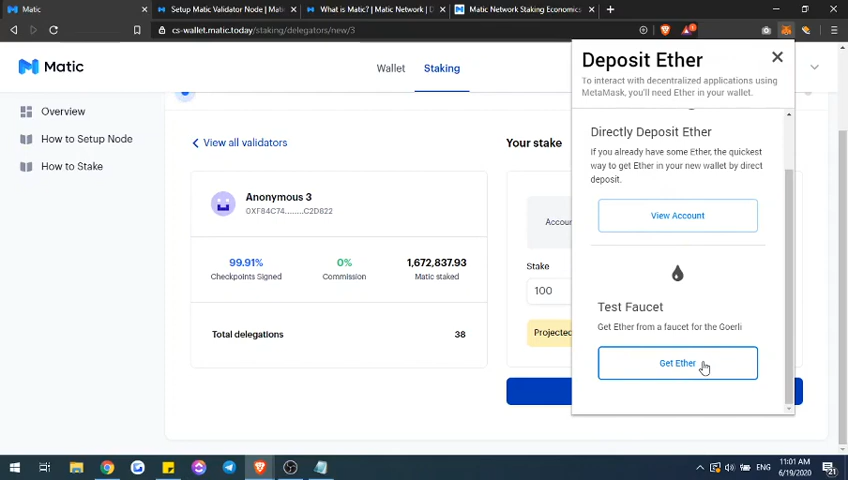 Matic
Setup Matic Validator Node | Mati
What is Matic? | Matic Network | D
Matic Network Staking Economics
cs-wallet.matic.today/staking/delegators/new/3
Matic
Wallet
Staking
Overview
How to Setup Node
How to Stake
View all validators
Your stake
Anonymous 3
0XF84C74........C2D822
99.91%
0%
1,672,837.93
Checkpoints Signed
Commission
Matic staked
Total delegations
38
Accoun
Stake
100
Projected
Deposit Ether
To interact with decentralized applications using
MetaMask, you'll need Ether in your wallet.
Directly Deposit Ether
If you already have some Ether, the quickest
way to get Ether in your new wallet by direct
deposit.
View Account
Test Faucet
Get Ether from a faucet for the Goerli
Get Ether
ENG
11:01 AM
6/19/2020
21